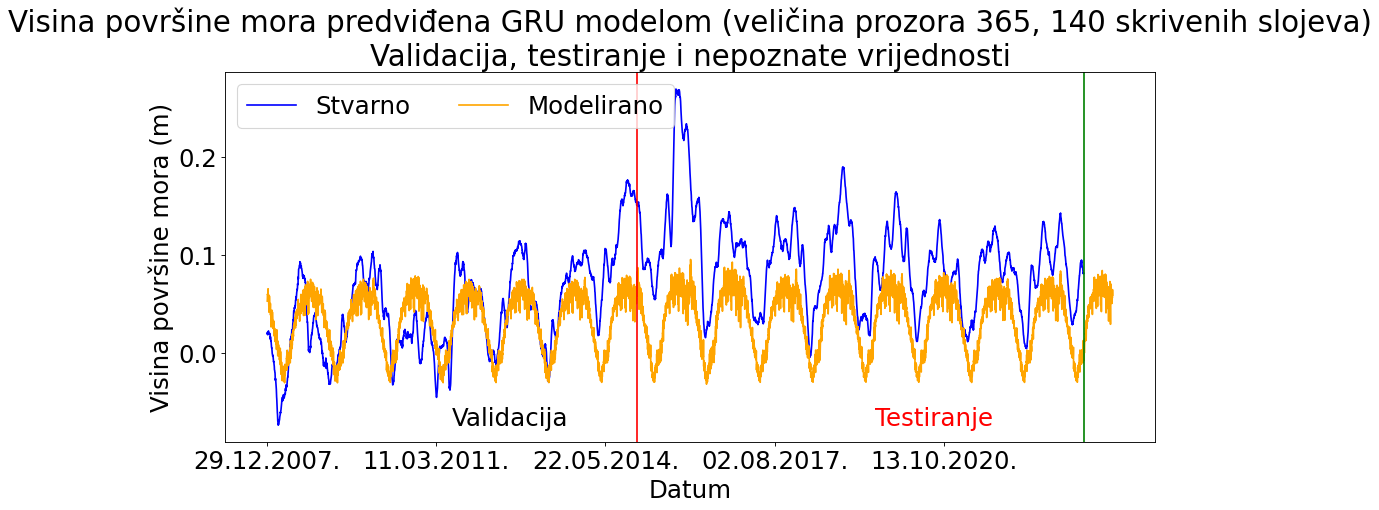 Visina površine mora predviđena GRU modelom (veličina prozora 365, 140 skrivenih slojeva)
Validacija, testiranje i nepoznate vrijednosti
Stvarno
Modelirano
Visina površine mora (m)
0.2
0.1
0.0
Validacija
Testiranje
29.12.2007.
11.03.2011.
22.05.2014.
02.08.2017.
13.10.2020.
Datum